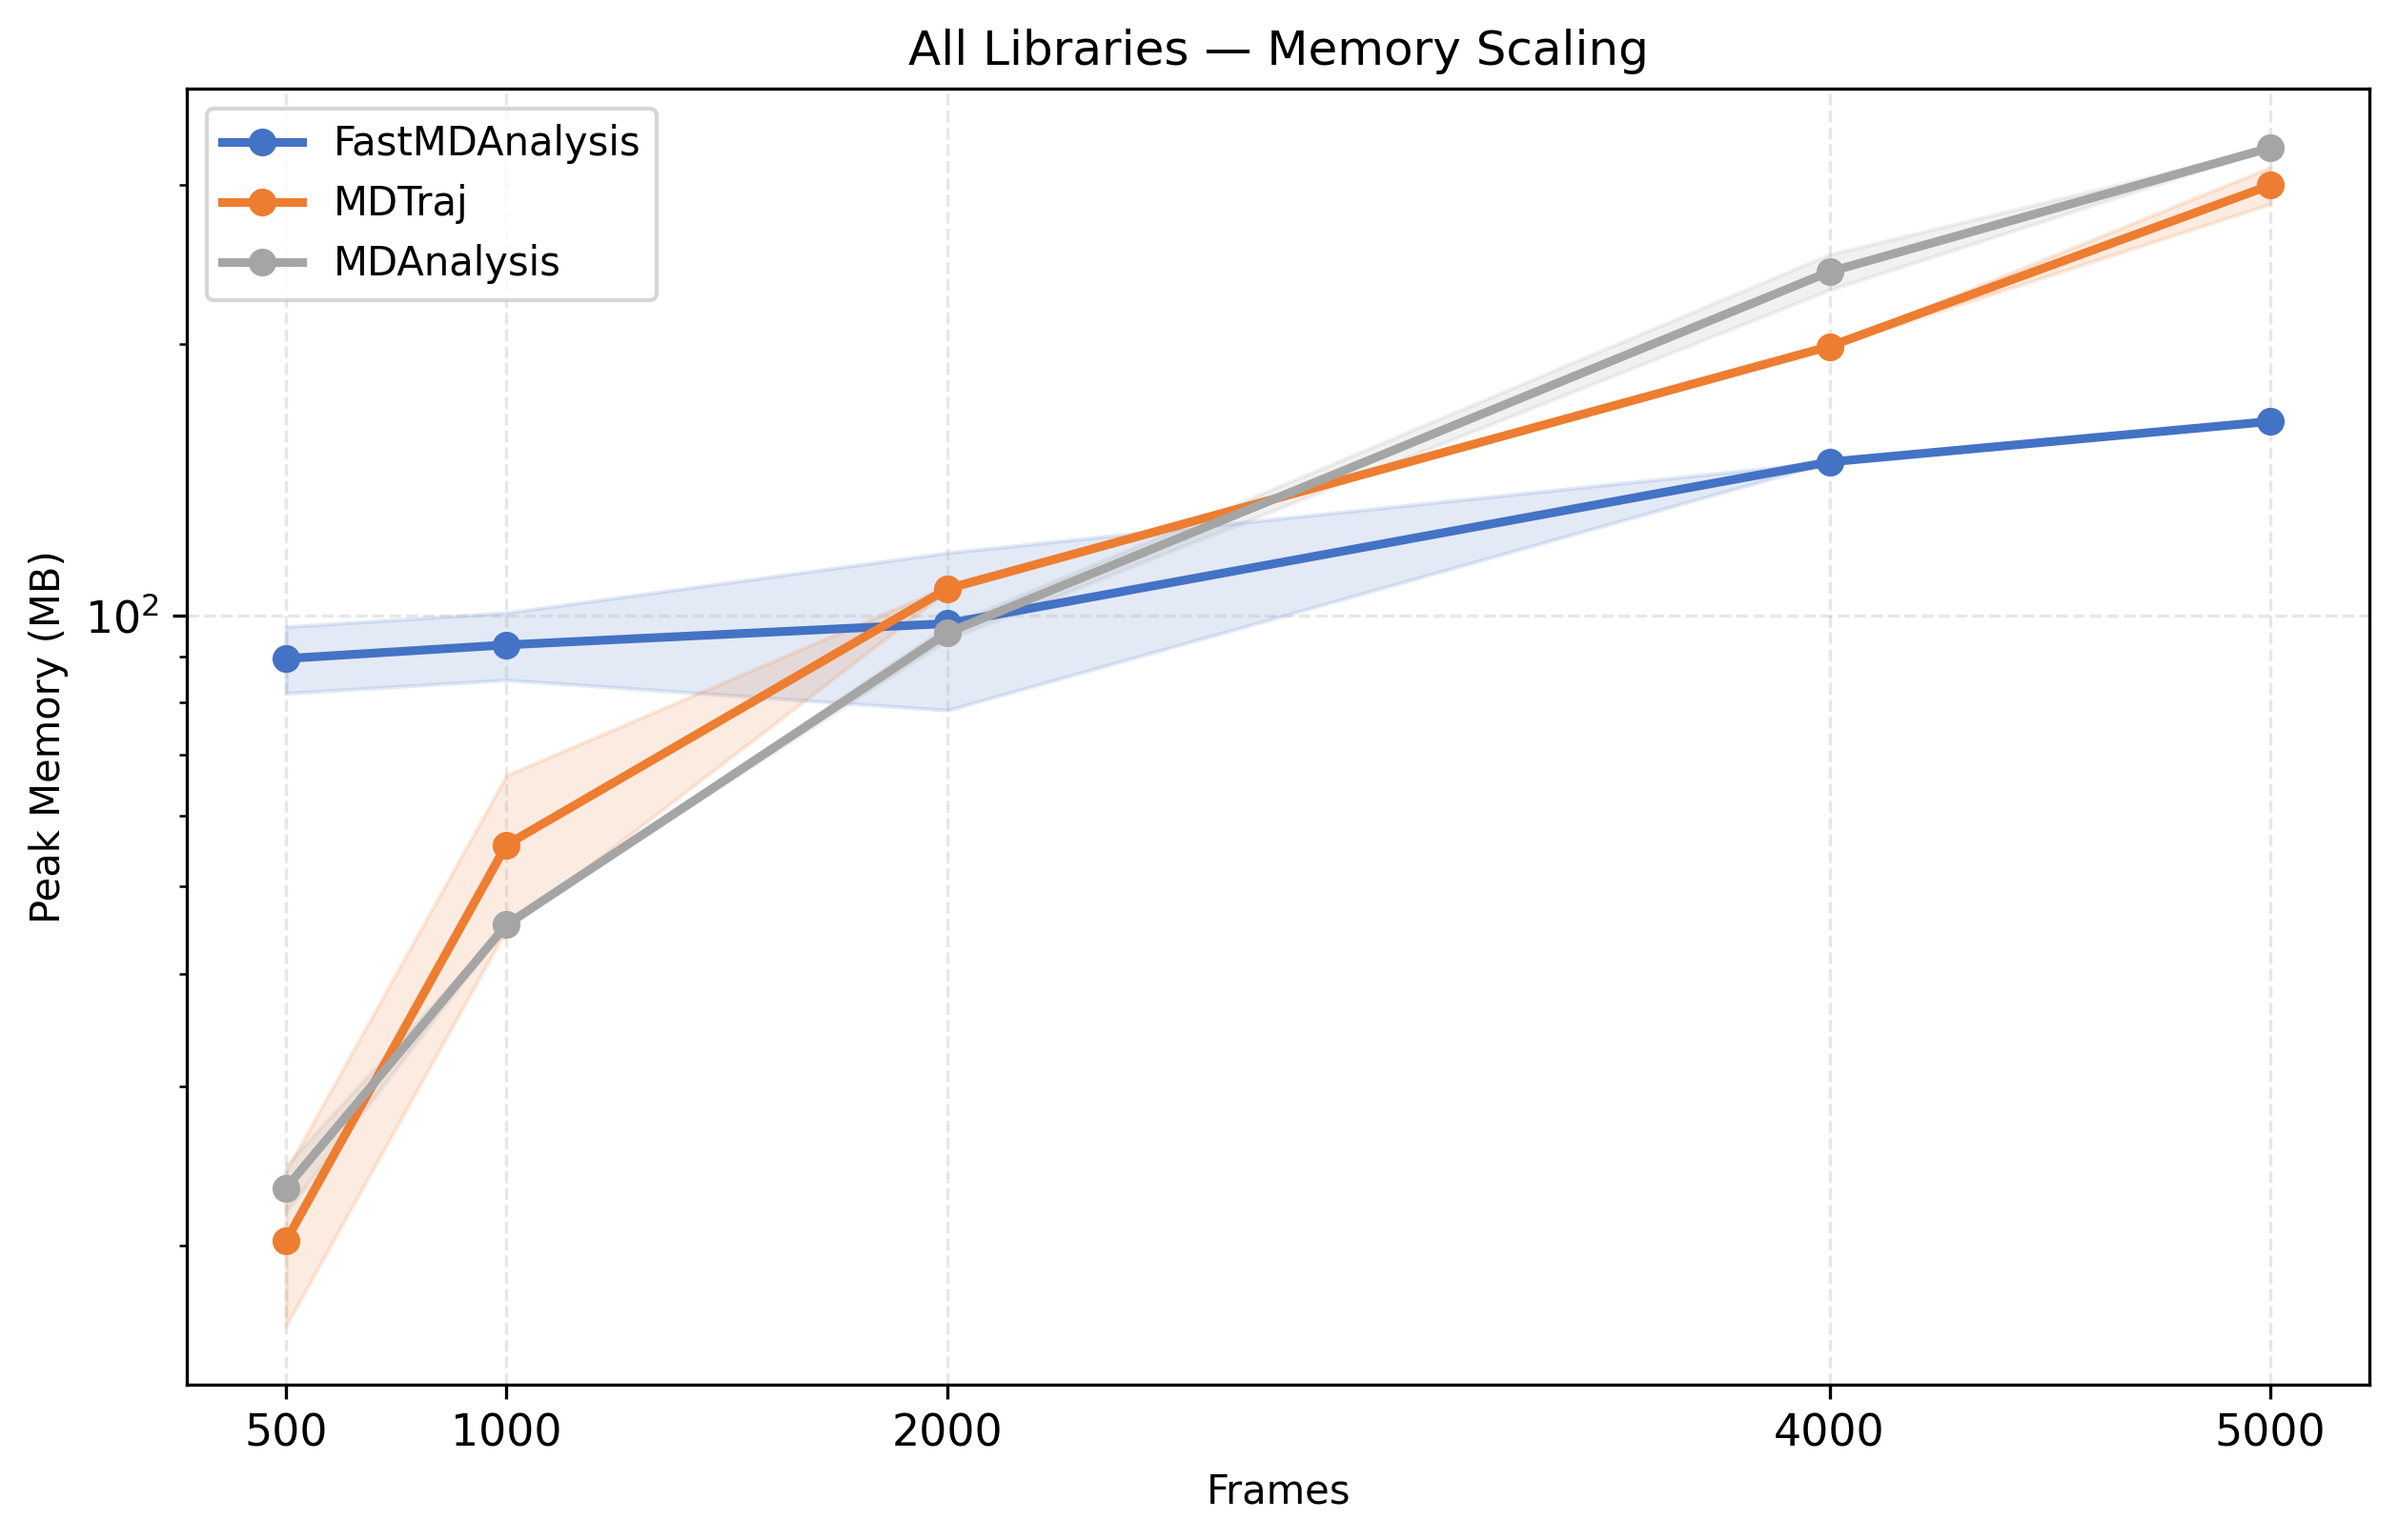 All Libraries — Memory Scaling
FastMDAnalysis
MDTraj
MDAnalysis
Peak Memory (MB)
10²
500 1000 2000 4000 5000
Frames